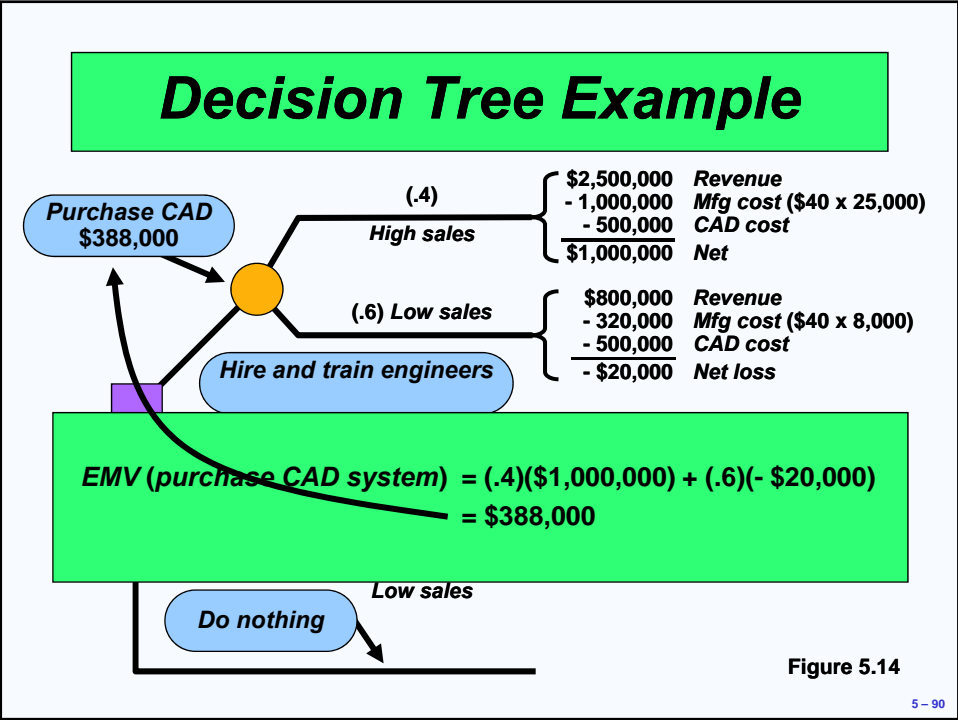 Decision Tree Example
Purchase CAD
$388,000
(.4)
High sales
$2,500,000 Revenue
- 1,000,000 Mfg cost ($40 x 25,000)
- 500,000 CAD cost
$1,000,000 Net
(.6) Low sales
$800,000 Revenue
- 320,000 Mfg cost ($40 x 8,000)
- 500,000 CAD cost
- $20,000 Net loss
Hire and train engineers
EMV (purchase CAD system) = (.4)($1,000,000) + (.6)(- $20,000)
= $388,000
Low sales
Do nothing
Figure 5.14
5 – 90